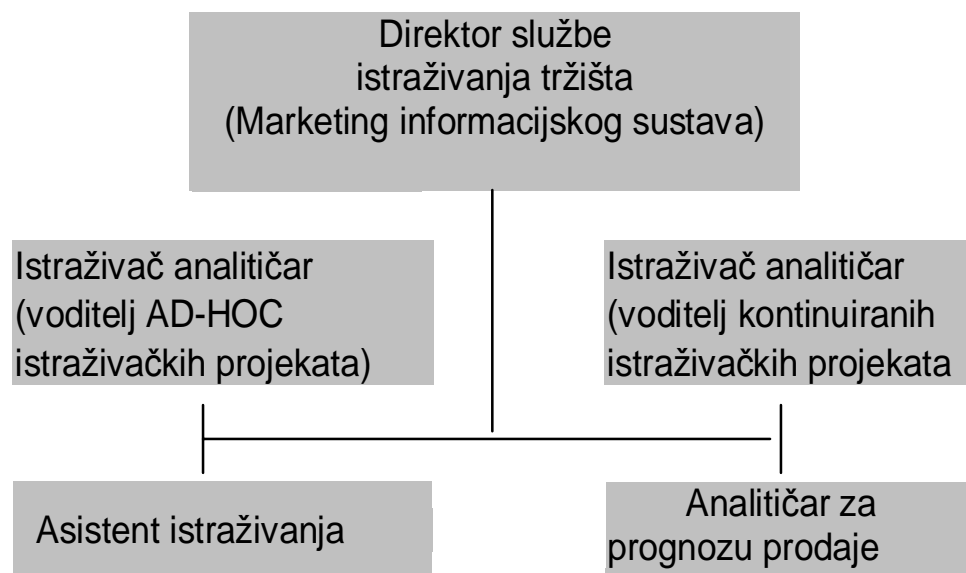 Direktor službe
istraživanja tržišta
(Marketing informacijskog sustava)
Istraživač analitičar
(voditelj AD-HOC
istraživačkih projekata)
Istraživač analitičar
(voditelj kontinuiranih
istraživačkih projekata
Asistent istraživanja
Analitičar za
prognozu prodaje